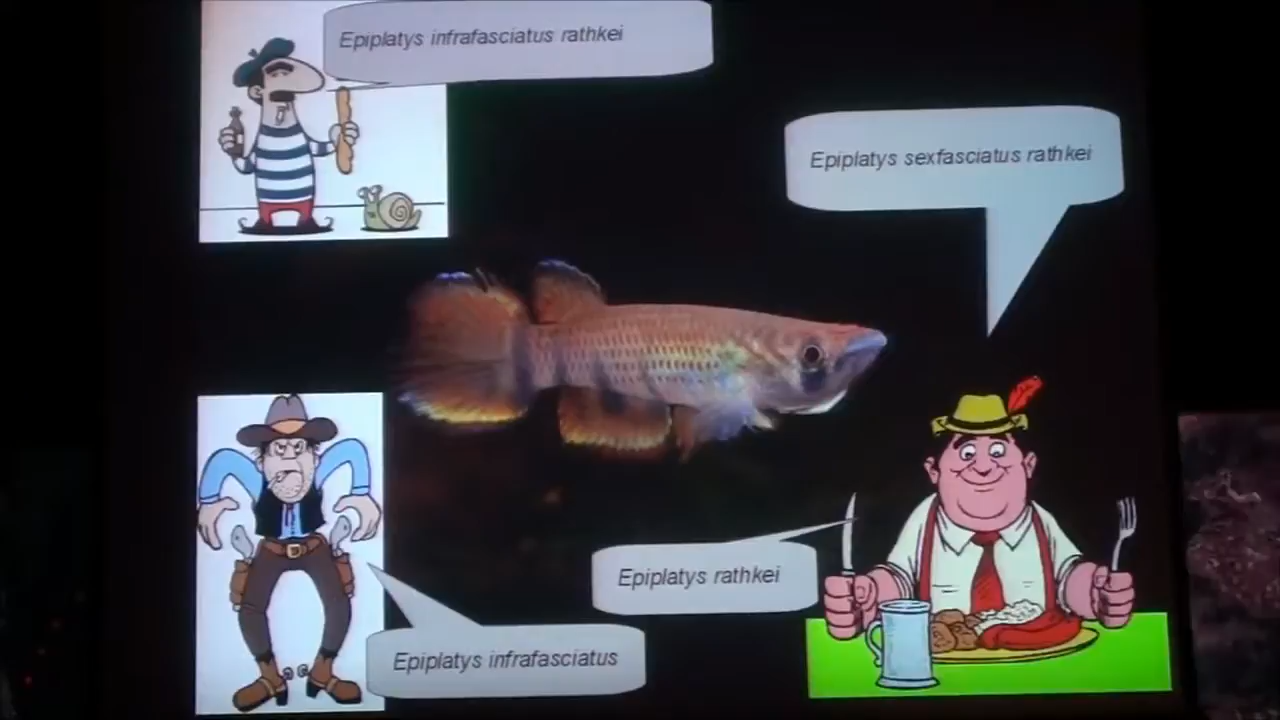 Epiplatys infrafasciatus rathkei
Epiplatys sexfasciatus rathkei
Epiplatys rathkei
Epiplatys infrafasciatus